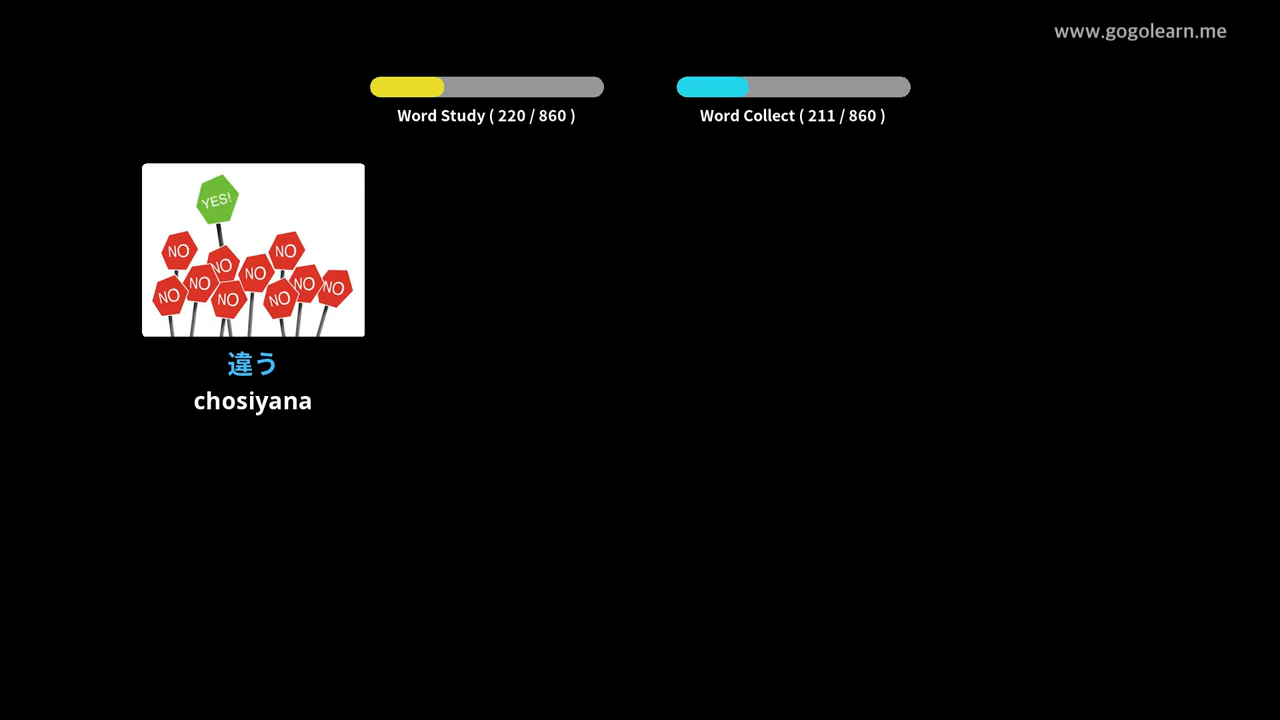 www.gogolearn.me
Word Study ( 220 / 860 )
Word Collect ( 211 / 860 )
YES!
NO
NO
NO
NO
NO
NO
NO
NO
NO
NO
違う
chosiyana